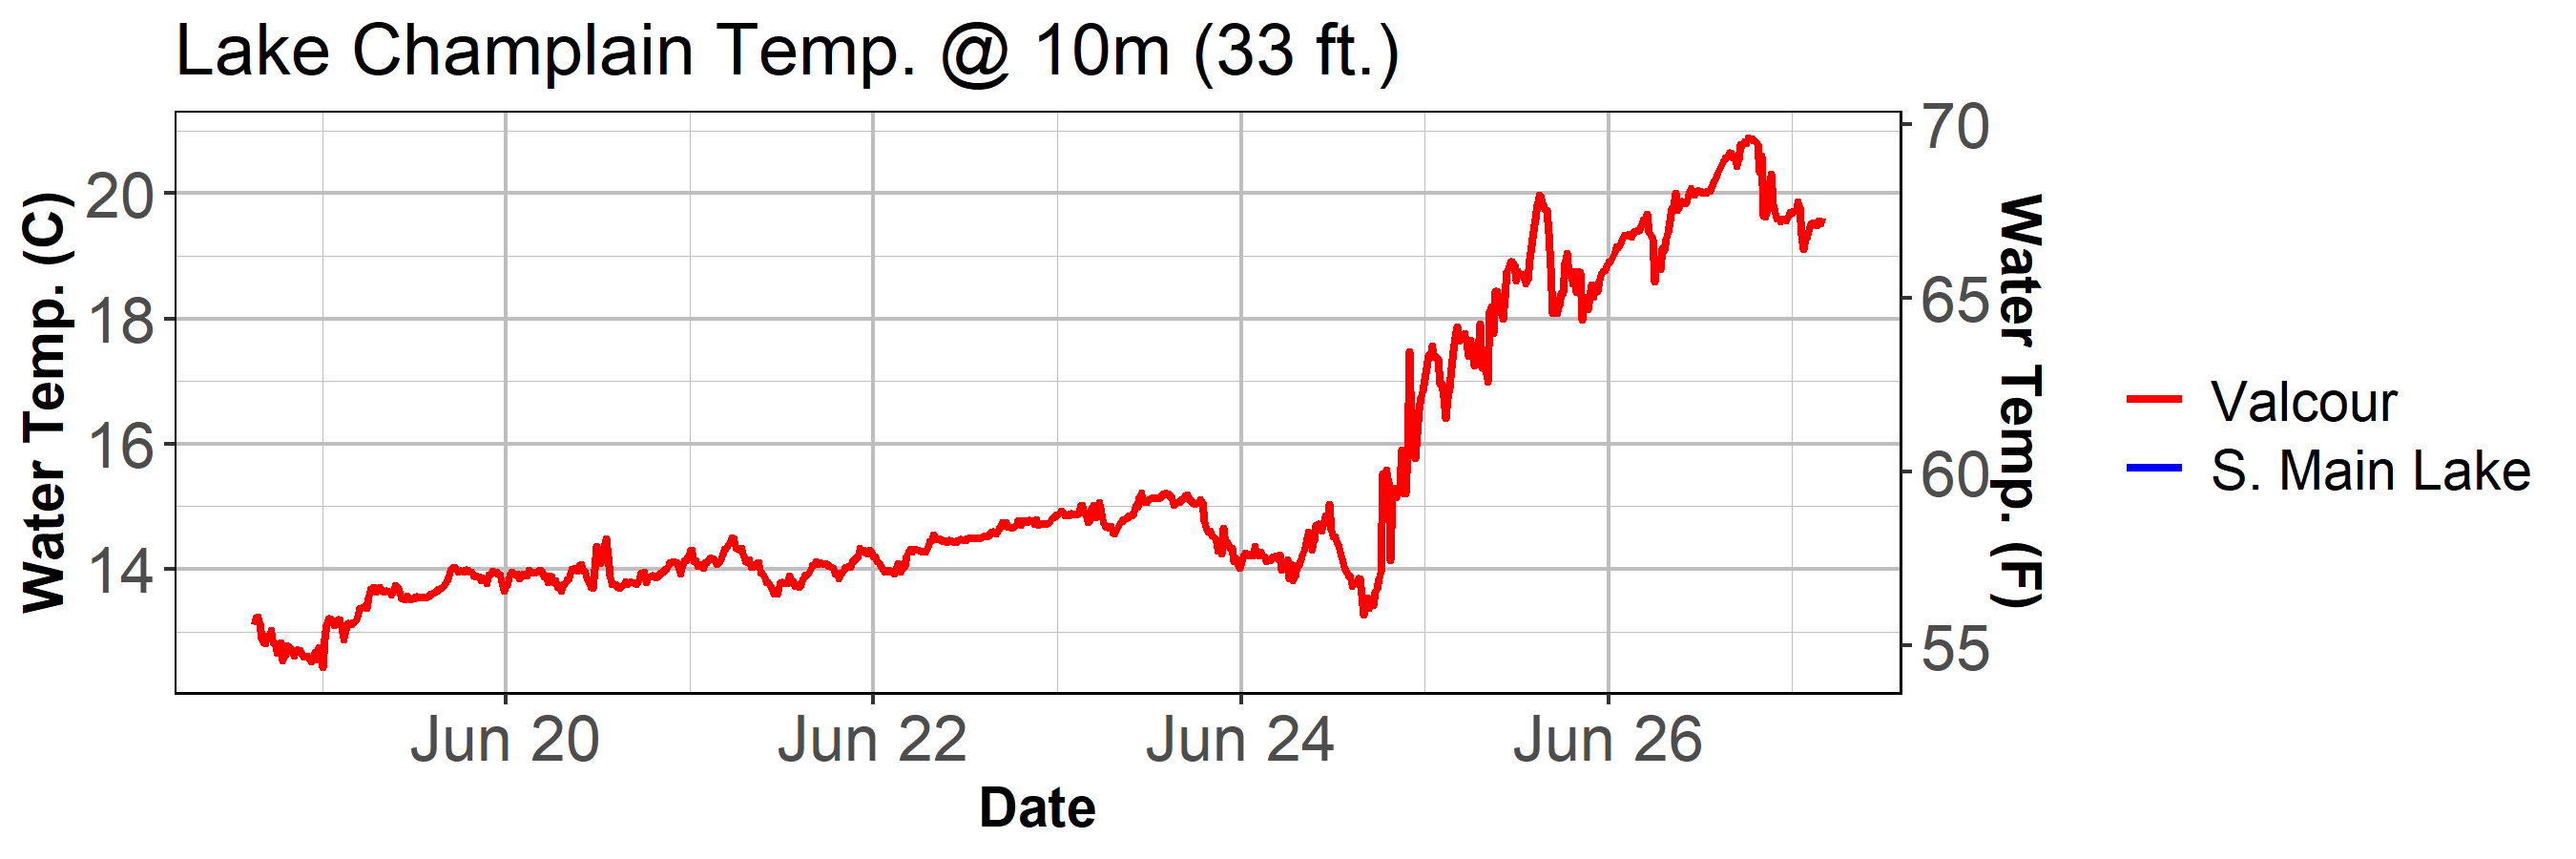 Lake Champlain Temp. @ 10m (33 ft.)
Water Temp. (C)
20
18
16
14
70
65
60
55
Water Temp. (F)
Jun 20
Jun 22
Jun 24
Jun 26
Date
Valcour
S. Main Lake